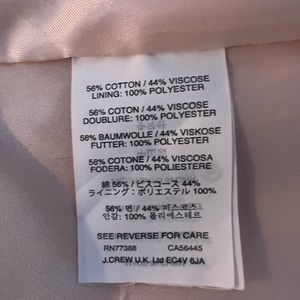 56% COTTON / 44% VISCOSE
LINING: 100% POLYESTER
56% COTON / 44% VISCOSE
DOUBLURE: 100% POLYESTER
56% BAUMWOLLE / 44% VISKOSE
FUTTER: 100% POLYESTER
56% COTONE / 44% VISCOSA
FODERA: 100% POLIESTERE
綿 56% / ビスコース 44%
ライニング：ポリエステル 100%
56% 면 / 44% 비스코스
안감: 100% 폴리에스테르
SEE REVERSE FOR CARE
RN77388 CA56445
J.CREW U.K. Ltd EC4V 6JA